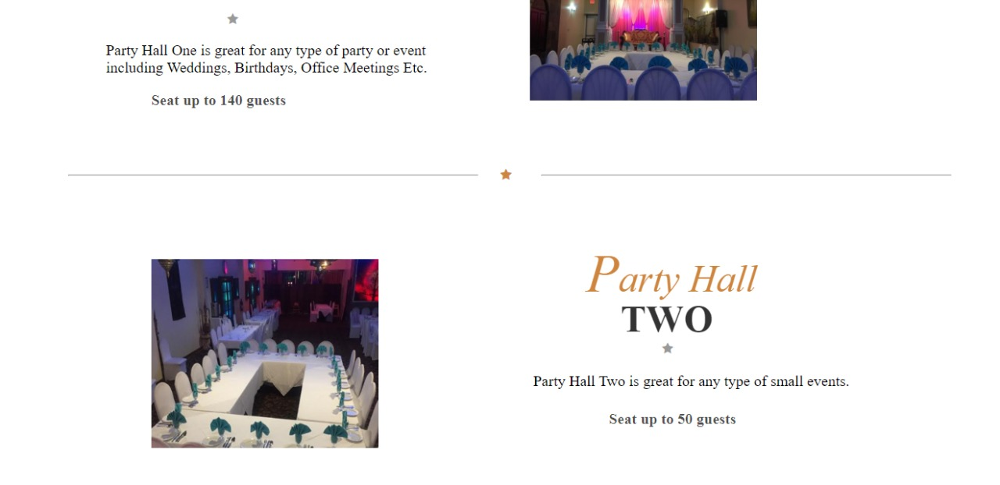 Party Hall One is great for any type of party or event
including Weddings, Birthdays, Office Meetings Etc.
Seat up to 140 guests
Party Hall
TWO
Party Hall Two is great for any type of small events.
Seat up to 50 guests